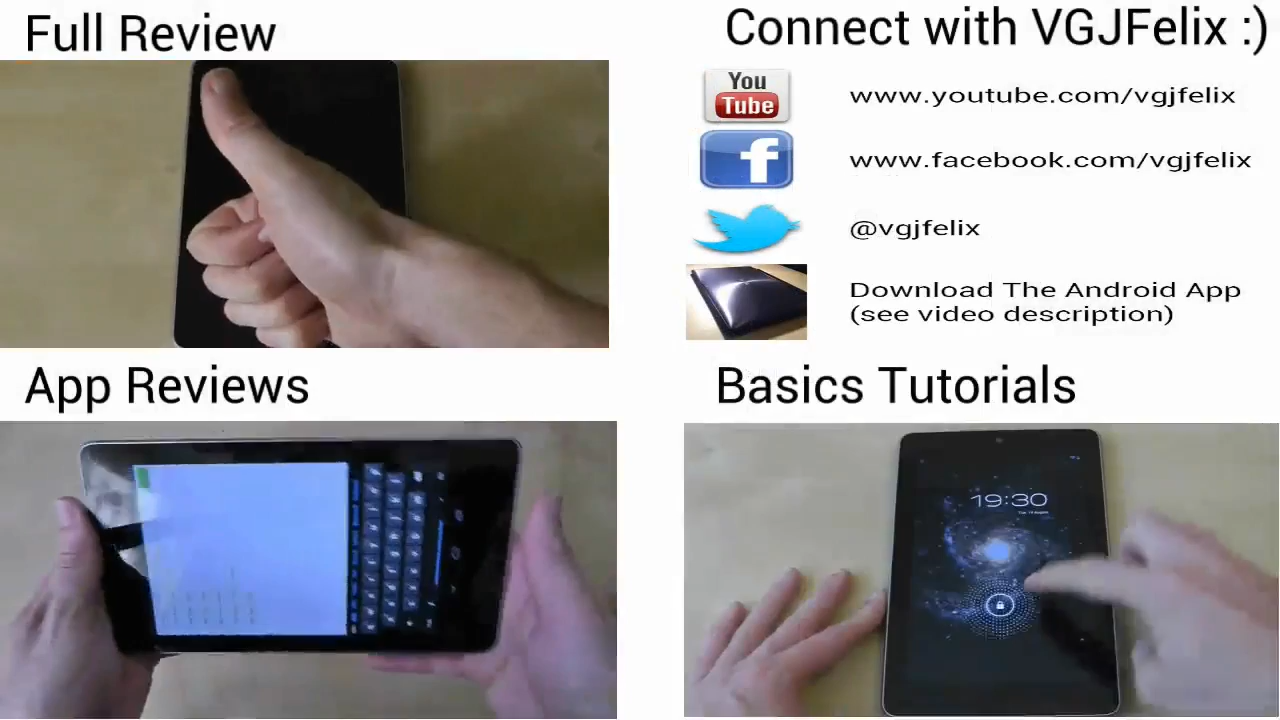 Full Review
Connect with VGJFelix :)
You
Tube
www.youtube.com/vgjfelix
f
www.facebook.com/vgjfelix
@vgjfelix
Download The Android App
(see video description)
App Reviews
Basics Tutorials
19:30